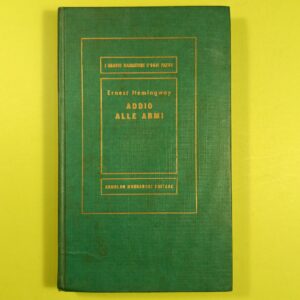 I GRANDI NARRATORI D'OGNI PAESE
Ernest Hemingway
ADDIO
ALLE ARMI
ARNOLDO MONDADORI EDITORE